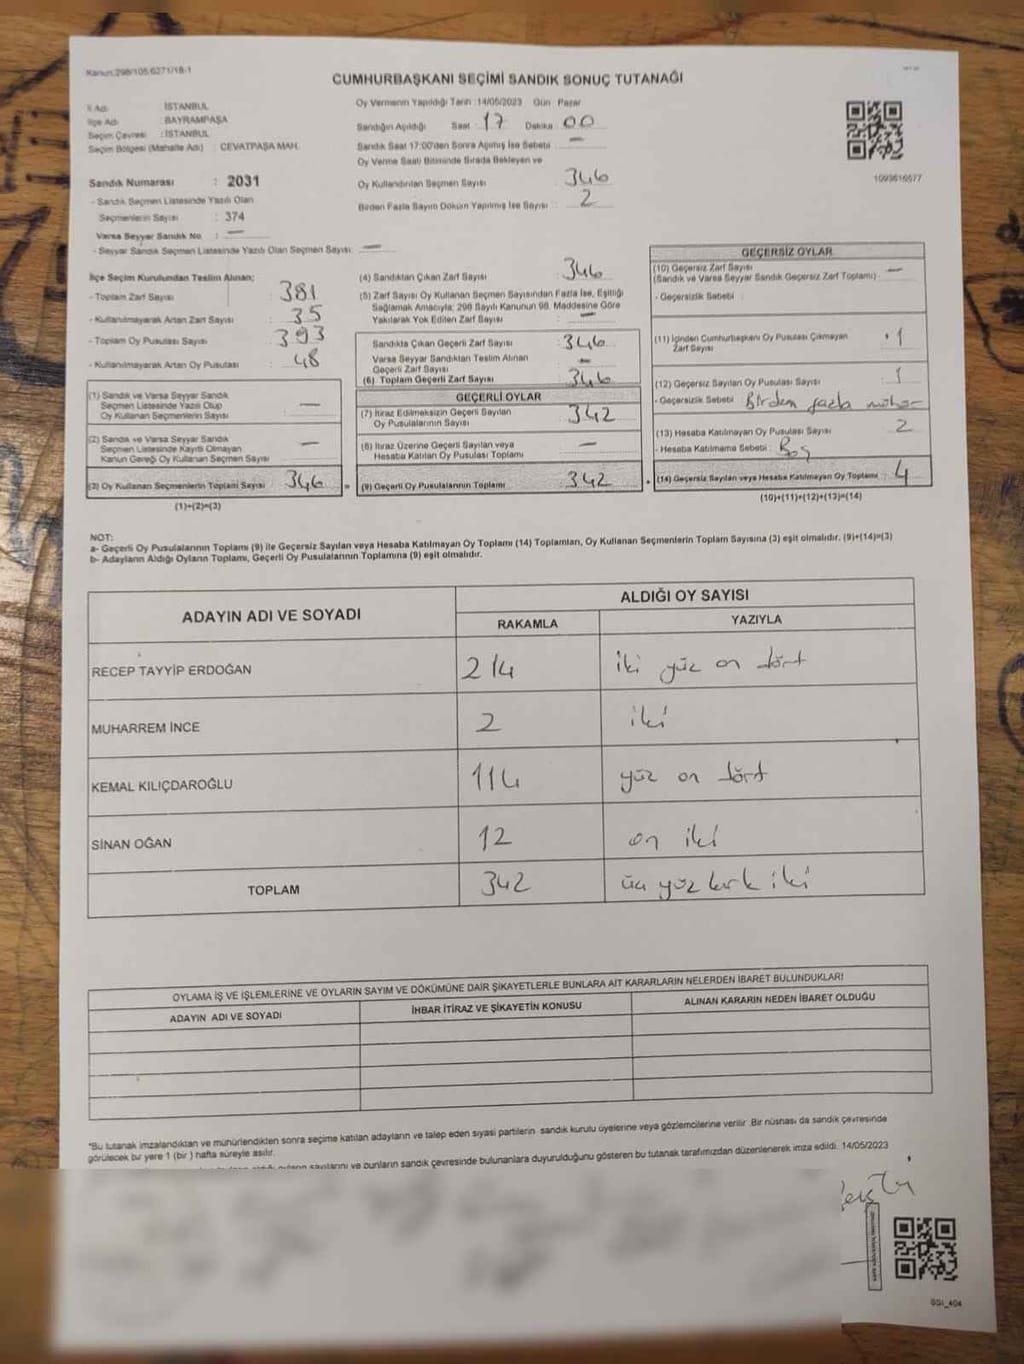 Kanun:298/105,6271/18-1
CUMHURBAŞKANI SEÇİMİ SANDIK SONUÇ TUTANAĞI
İl Adı : İSTANBUL
İlçe Adı : BAYRAMPAŞA
Seçim Çevresi : İSTANBUL
Seçim Bölgesi (Mahalle Adı) : CEVATPAŞA MAH.
Sandık Numarası : 2031
- Sandık Seçmen Listesinde Yazılı Olan
Seçmenlerin Sayısı : 374
Varsa Seyyar Sandık No : —
- Seyyar Sandık Seçmen Listesinde Yazılı Olan Seçmen Sayısı: —
Oy Vermenin Yapıldığı Tarih :14/05/2023 Gün Pazar
Sandığın Açıldığı Saat 17 Dakika 00
Sandık Saat 17:00'den Sonra Açılmış İse Sebebi —
Oy Verme Saati Bitiminde Sırada Bekleyen ve
Oy Kullandırılan Seçmen Sayısı 346
Birden Fazla Sayım Döküm Yapılmış İse Sayısı : 2
1099616577
İlçe Seçim Kurulundan Teslim Alınan;
- Toplam Zarf Sayısı : 381
- Kullanılmayarak Artan Zarf Sayısı : 35
- Toplam Oy Pusulası Sayısı : 393
- Kullanılmayarak Artan Oy Pusulası : 48
(1) Sandık ve Varsa Seyyar Sandık
Seçmen Listesinde Yazılı Olup
Oy Kullanan Seçmenlerin Sayısı —
(2) Sandık ve Varsa Seyyar Sandık
Seçmen Listesinde Kayıtlı Olmayan
Kanun Gereği Oy Kullanan Seçmen Sayısı —
(3) Oy Kullanan Seçmenlerin Toplamı Sayısı 346
(1)+(2)=(3)
(4) Sandıktan Çıkan Zarf Sayısı : 346
(5) Zarf Sayısı Oy Kullanan Seçmen Sayısından Fazla İse, Eşitliği
Sağlamak Amacıyla; 298 Sayılı Kanunun 98. Maddesine Göre
Yakılarak Yok Edilen Zarf Sayısı : —
Sandıkta Çıkan Geçerli Zarf Sayısı : 346
Varsa Seyyar Sandıktan Teslim Alınan
Geçerli Zarf Sayısı : —
(6) Toplam Geçerli Zarf Sayısı : 346
GEÇERLİ OYLAR
(7) İtiraz Edilmeksizin Geçerli Sayılan
Oy Pusulalarının Sayısı 342
(8) İtiraz Üzerine Geçerli Sayılan veya
Hesaba Katılan Oy Pusulası Toplamı —
= (9) Geçerli Oy Pusulalarının Toplamı 342
GEÇERSİZ OYLAR
(10) Geçersiz Zarf Sayısı
(Sandık ve Varsa Seyyar Sandık Geçersiz Zarf Toplamı) : —
- Geçersizlik Sebebi :
(11) İçinden Cumhurbaşkanı Oy Pusulası Çıkmayan
Zarf Sayısı 1
(12) Geçersiz Sayılan Oy Pusulası Sayısı : 1
- Geçersizlik Sebebi Birden fazla mühür
(13) Hesaba Katılmayan Oy Pusulası Sayısı 2
- Hesaba Katılmama Sebebi : Boş
+ (14) Geçersiz Sayılan veya Hesaba Katılmayan Oy Toplamı 4
(10)+(11)+(12)+(13)=(14)
NOT:
a- Geçerli Oy Pusulalarının Toplamı (9) ile Geçersiz Sayılan veya Hesaba Katılmayan Oy Toplamı (14) Toplamları, Oy Kullanan Seçmenlerin Toplam Sayısına (3) eşit olmalıdır. (9)+(14)=(3)
b- Adayların Aldığı Oyların Toplamı, Geçerli Oy Pusulalarının Toplamına (9) eşit olmalıdır.
ADAYIN ADI VE SOYADI
ALDIĞI OY SAYISI
RAKAMLA YAZIYLA
RECEP TAYYİP ERDOĞAN 214 iki yüz on dört
MUHARREM İNCE 2 iki
KEMAL KILIÇDAROĞLU 114 yüz on dört
SİNAN OĞAN 12 on iki
TOPLAM 342 üç yüz kırk iki
OYLAMA İŞ VE İŞLEMLERİNE VE OYLARIN SAYIM VE DÖKÜMÜNE DAİR ŞİKAYETLERLE BUNLARA AİT KARARLARIN NELERDEN İBARET BULUNDUKLARI
ADAYIN ADI VE SOYADI İHBAR İTİRAZ VE ŞİKAYETİN KONUSU ALINAN KARARIN NEDEN İBARET OLDUĞU
*Bu tutanak imzalandıktan ve mühürlendikten sonra seçime katılan adayların ve talep eden siyasi partilerin sandık kurulu üyelerine veya gözlemcilerine verilir. Bir nüshası da sandık çevresinde
görülecek bir yere 1 (bir) hafta süreyle asılır.
sayılarını ve bunların sandık çevresinde bulunanlara duyurulduğunu gösteren bu tutanak tarafımızdan düzenlenerek imza edildi. 14/05/2023
SSI_404